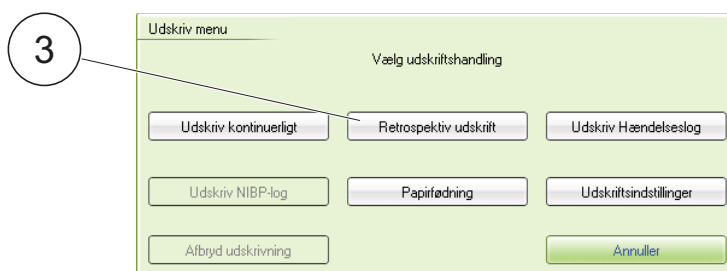 3
Udskriv menu
Vælg udskriftshandling
Udskriv kontinuerligt
Retrospektiv udskrift
Udskriv Hændelseslog
Udskriv NIBP-log
Papirfødning
Udskriftsindstillinger
Afbryd udskrivning
Annuller